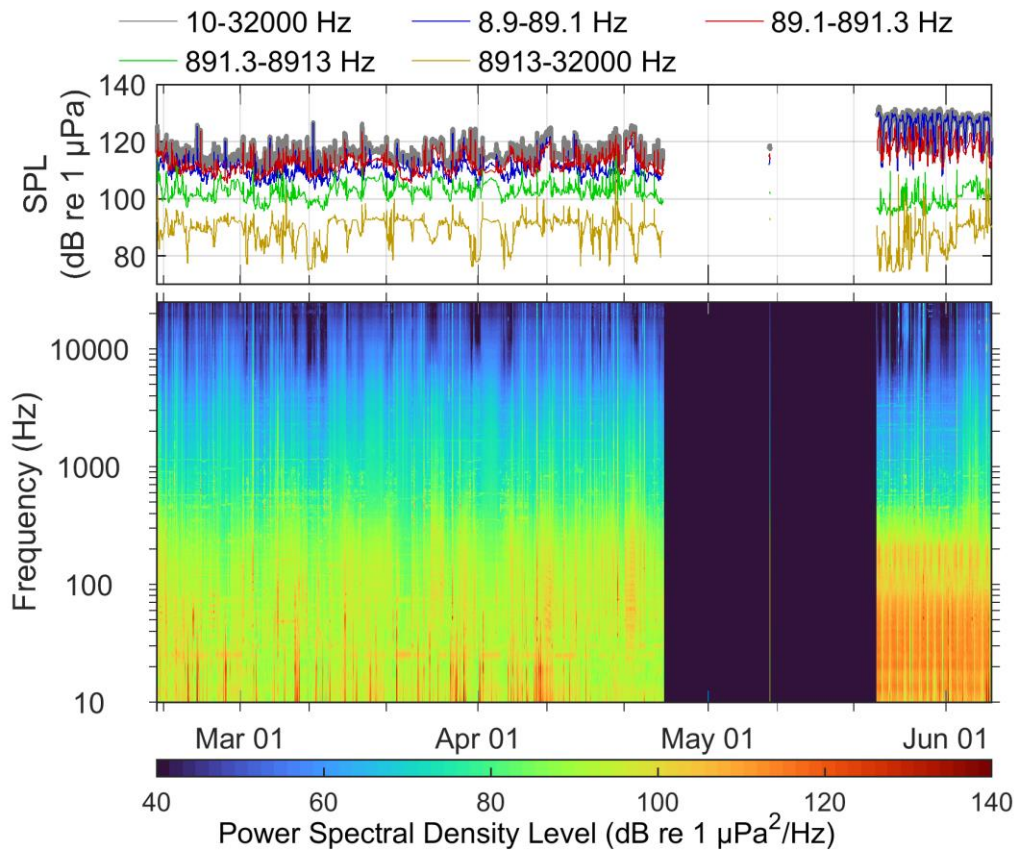 10-32000 Hz 8.9-89.1 Hz 89.1-891.3 Hz
891.3-8913 Hz 8913-32000 Hz
140
120
100
80
SPL
(dB re 1 µPa)
10000
1000
100
10
Frequency (Hz)
Mar 01 Apr 01 May 01 Jun 01
40 60 80 100 120 140
Power Spectral Density Level (dB re 1 µPa²/Hz)